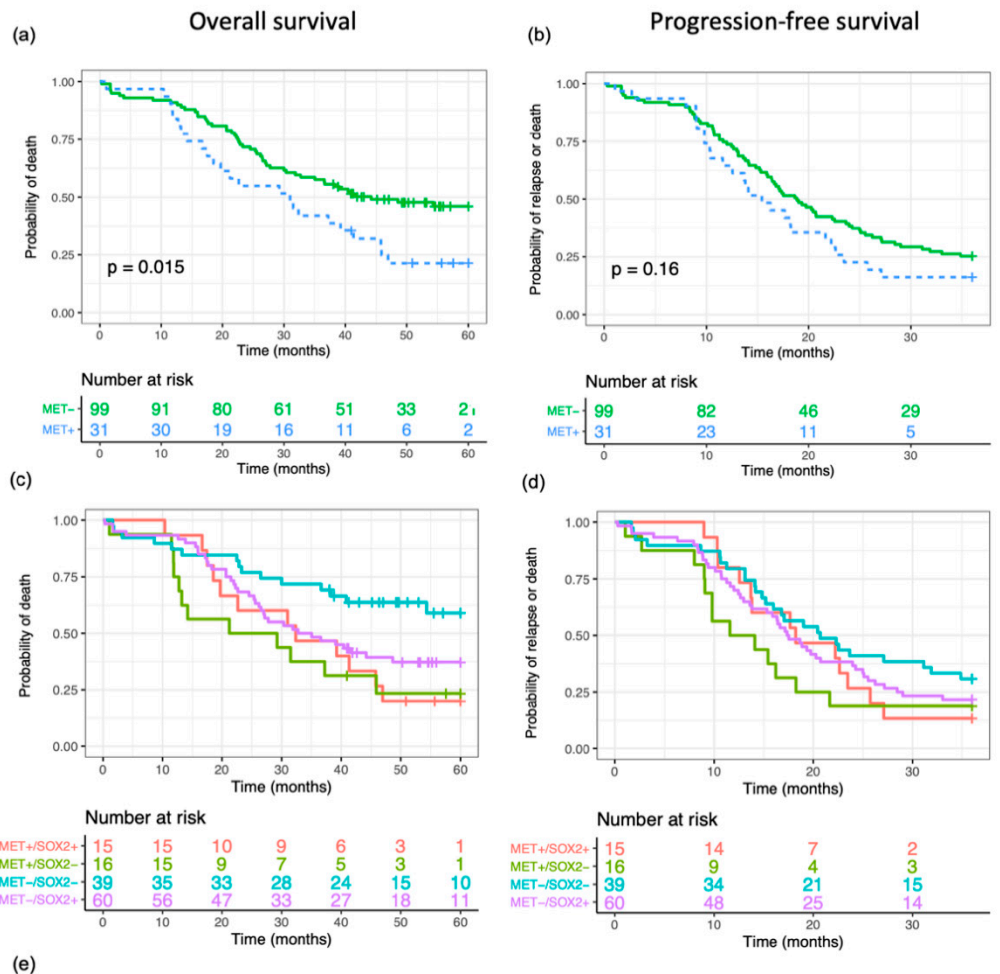 Overall survival
Progression-free survival
(a)
(b)
1.00
0.75
0.50
0.25
0.00
Probability of death
p = 0.015
0 10 20 30 40 50 60
Time (months)
1.00
0.75
0.50
0.25
0.00
Probability of relapse or death
p = 0.16
0 10 20 30
Time (months)
Number at risk
MET− 99 91 80 61 51 33 2
MET+ 31 30 19 16 11 6 2
0 10 20 30 40 50 60
Time (months)
Number at risk
MET− 99 82 46 29
MET+ 31 23 11 5
0 10 20 30
Time (months)
(c)
(d)
1.00
0.75
0.50
0.25
0.00
Probability of death
0 10 20 30 40 50 60
Time (months)
1.00
0.75
0.50
0.25
0.00
Probability of relapse or death
0 10 20 30
Time (months)
Number at risk
MET+/SOX2+ 15 15 10 9 6 3 1
MET+/SOX2− 16 15 9 7 5 3 1
MET−/SOX2− 39 35 33 28 24 15 10
MET−/SOX2+ 60 56 47 33 27 18 11
0 10 20 30 40 50 60
Time (months)
Number at risk
MET+/SOX2+ 15 14 7 2
MET+/SOX2− 16 9 4 3
MET−/SOX2− 39 34 21 15
MET−/SOX2+ 60 48 25 14
0 10 20 30
Time (months)
(e)